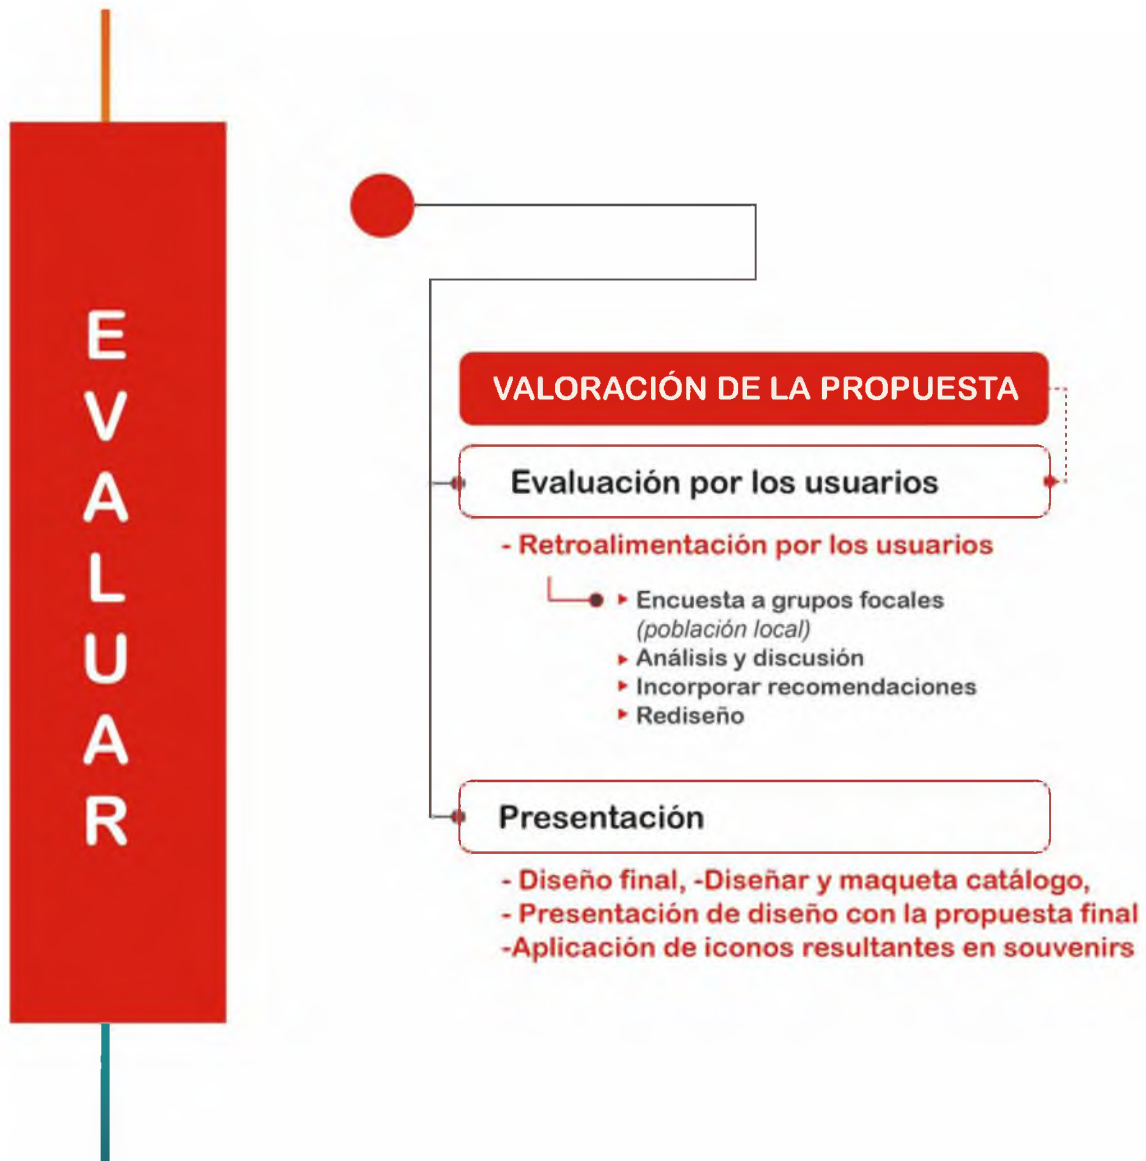 EVALUAR
VALORACIÓN DE LA PROPUESTA
Evaluación por los usuarios
- Retroalimentación por los usuarios
Encuesta a grupos focales
(población local)
Análisis y discusión
Incorporar recomendaciones
Rediseño
Presentación
- Diseño final, -Diseñar y maqueta catálogo,
- Presentación de diseño con la propuesta final
-Aplicación de iconos resultantes en souvenirs